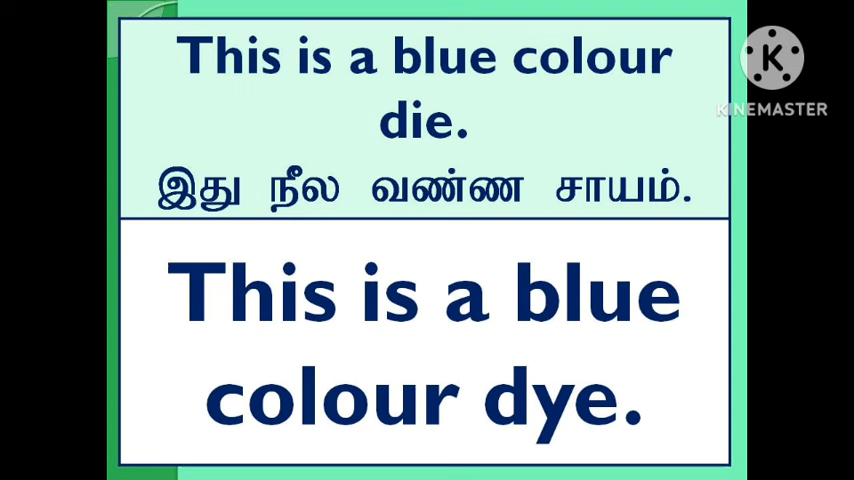 This is a blue colour
die.
இது நீல வண்ண சாயம்.
This is a blue
colour dye.
K
KINEMASTER